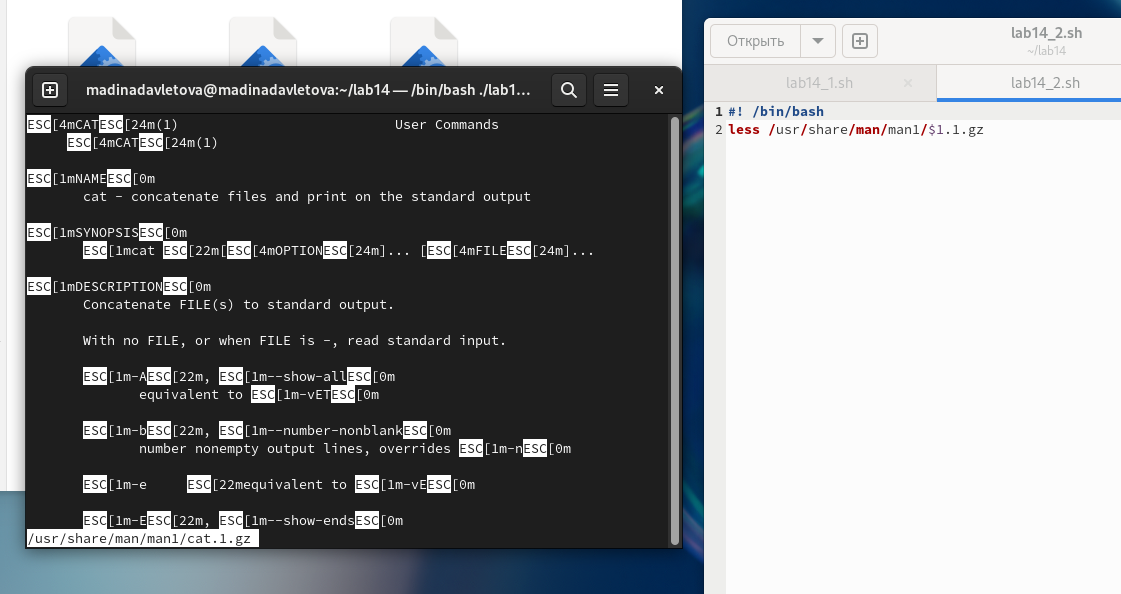 madinadavletova@madinadavletova:~/lab14 — /bin/bash ./lab1...
ESC[4mCATESC[24m(1) User Commands
ESC[4mCATESC[24m(1)
ESC[1mNAMEESC[0m
cat - concatenate files and print on the standard output
ESC[1mSYNOPSISESC[0m
ESC[1mcat ESC[22m[ESC[4mOPTIONESC[24m]... [ESC[4mFILEESC[24m]...
ESC[1mDESCRIPTIONESC[0m
Concatenate FILE(s) to standard output.
With no FILE, or when FILE is -, read standard input.
ESC[1m-AESC[22m, ESC[1m--show-allESC[0m
equivalent to ESC[1m-vETESC[0m
ESC[1m-bESC[22m, ESC[1m--number-nonblankESC[0m
number nonempty output lines, overrides ESC[1m-nESC[0m
ESC[1m-e ESC[22mequivalent to ESC[1m-vEESC[0m
ESC[1m-EESC[22m, ESC[1m--show-endsESC[0m
/usr/share/man/man1/cat.1.gz
Открыть
lab14_2.sh
~/lab14
lab14_1.sh
lab14_2.sh
1 #! /bin/bash
2 less /usr/share/man/man1/$1.1.gz